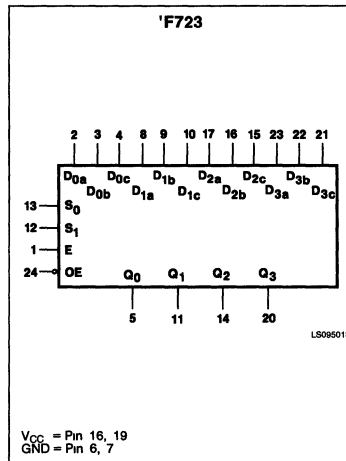 'F723
2 3 4 8 9 10 17 16 15 23 22 21
D0a D0c D1b D2a D2c D3b
D0b D1a D1c D2b D3a D3c
13 S0
12 S1
1 E
24 OE Q0 Q1 Q2 Q3
5 11 14 20
LS09501S
VCC = Pin 16, 19
GND = Pin 6, 7